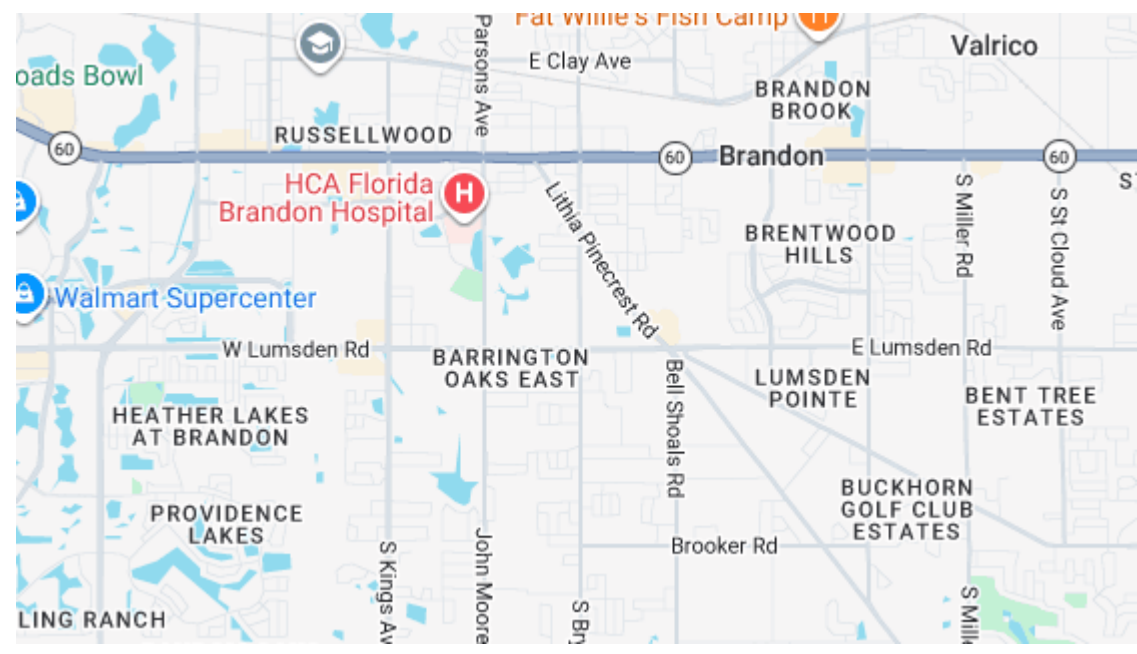 Fat Willie's Fish Camp
Valrico
Parsons Ave
E Clay Ave
oads Bowl
BRANDON
BROOK
RUSSELLWOOD
60
60
Brandon
60
HCA Florida
Brandon Hospital
H
Lithia Pinecrest Rd
S Miller Rd
S St Cloud Ave
BRENTWOOD
HILLS
Walmart Supercenter
W Lumsden Rd
E Lumsden Rd
BARRINGTON
OAKS EAST
Bell Shoals Rd
LUMSDEN
POINTE
BENT TREE
ESTATES
HEATHER LAKES
AT BRANDON
BUCKHORN
GOLF CLUB
ESTATES
PROVIDENCE
LAKES
Brooker Rd
S Kings Av
John Moore
S Bry
S Mill
LING RANCH